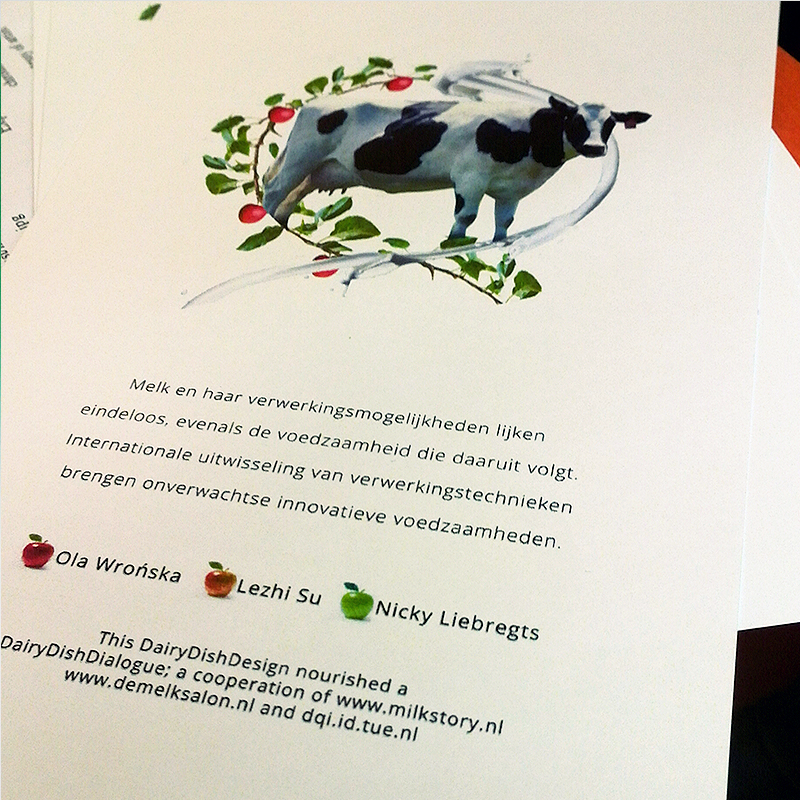 Melk en haar verwerkingsmogelijkheden lijken
eindeloos, evenals de voedzaamheid die daaruit volgt.
Internationale uitwisseling van verwerkingstechnieken
brengen onverwachtse innovatieve voedzaamheden.
Ola Wrońska Lezhi Su Nicky Liebregts
This DairyDishDesign nourished a
DairyDishDialogue; a cooperation of www.milkstory.nl
www.demelksalon.nl and dqi.id.tue.nl